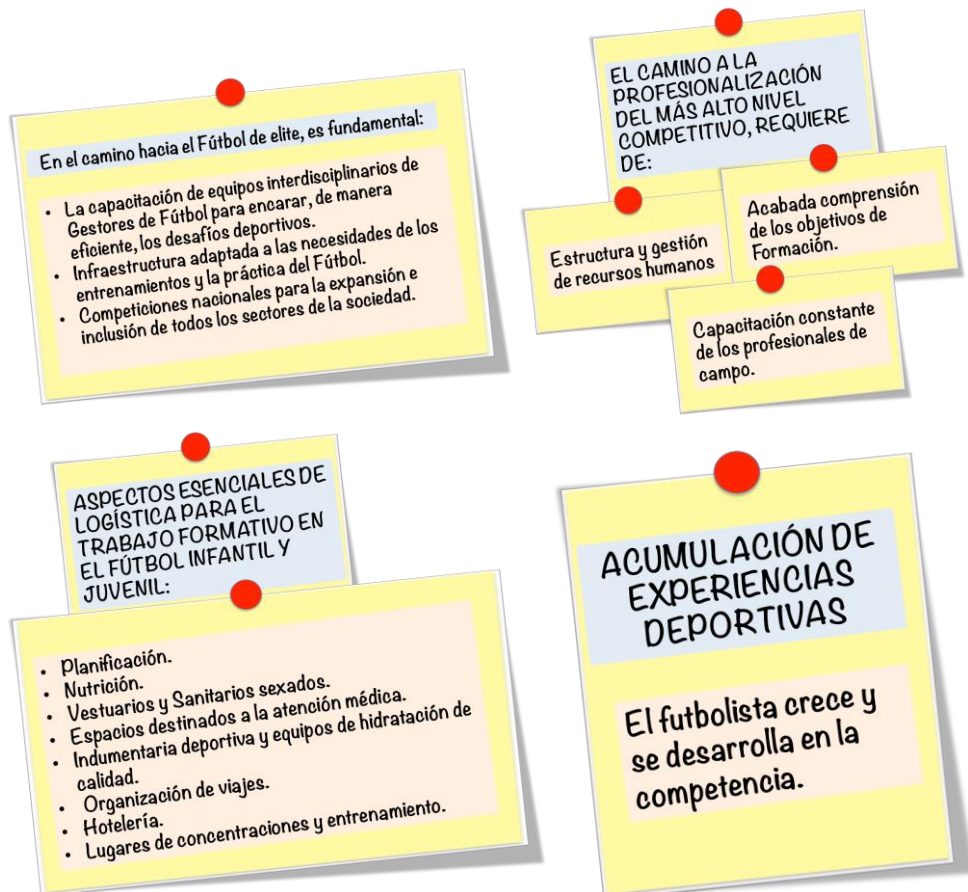 En el camino hacia el Fútbol de elite, es fundamental:
• La capacitación de equipos interdisciplinarios de
Gestores de Fútbol para encarar, de manera
eficiente, los desafíos deportivos.
• Infraestructura adaptada a las necesidades de los
entrenamientos y la práctica del Fútbol.
• Competiciones nacionales para la expansión e
inclusión de todos los sectores de la sociedad.
EL CAMINO A LA
PROFESIONALIZACIÓN
DEL MÁS ALTO NIVEL
COMPETITIVO, REQUIERE
DE:
Estructura y gestión
de recursos humanos
Acabada comprensión
de los objetivos de
Formación.
Capacitación constante
de los profesionales de
campo.
ASPECTOS ESENCIALES DE
LOGÍSTICA PARA EL
TRABAJO FORMATIVO EN
EL FÚTBOL INFANTIL Y
JUVENIL:
• Planificación.
• Nutrición.
• Vestuarios y Sanitarios sexados.
• Espacios destinados a la atención médica.
• Indumentaria deportiva y equipos de hidratación de
calidad.
• Organización de viajes.
• Hotelería.
• Lugares de concentraciones y entrenamiento.
ACUMULACIÓN DE
EXPERIENCIAS
DEPORTIVAS
El futbolista crece y
se desarrolla en la
competencia.